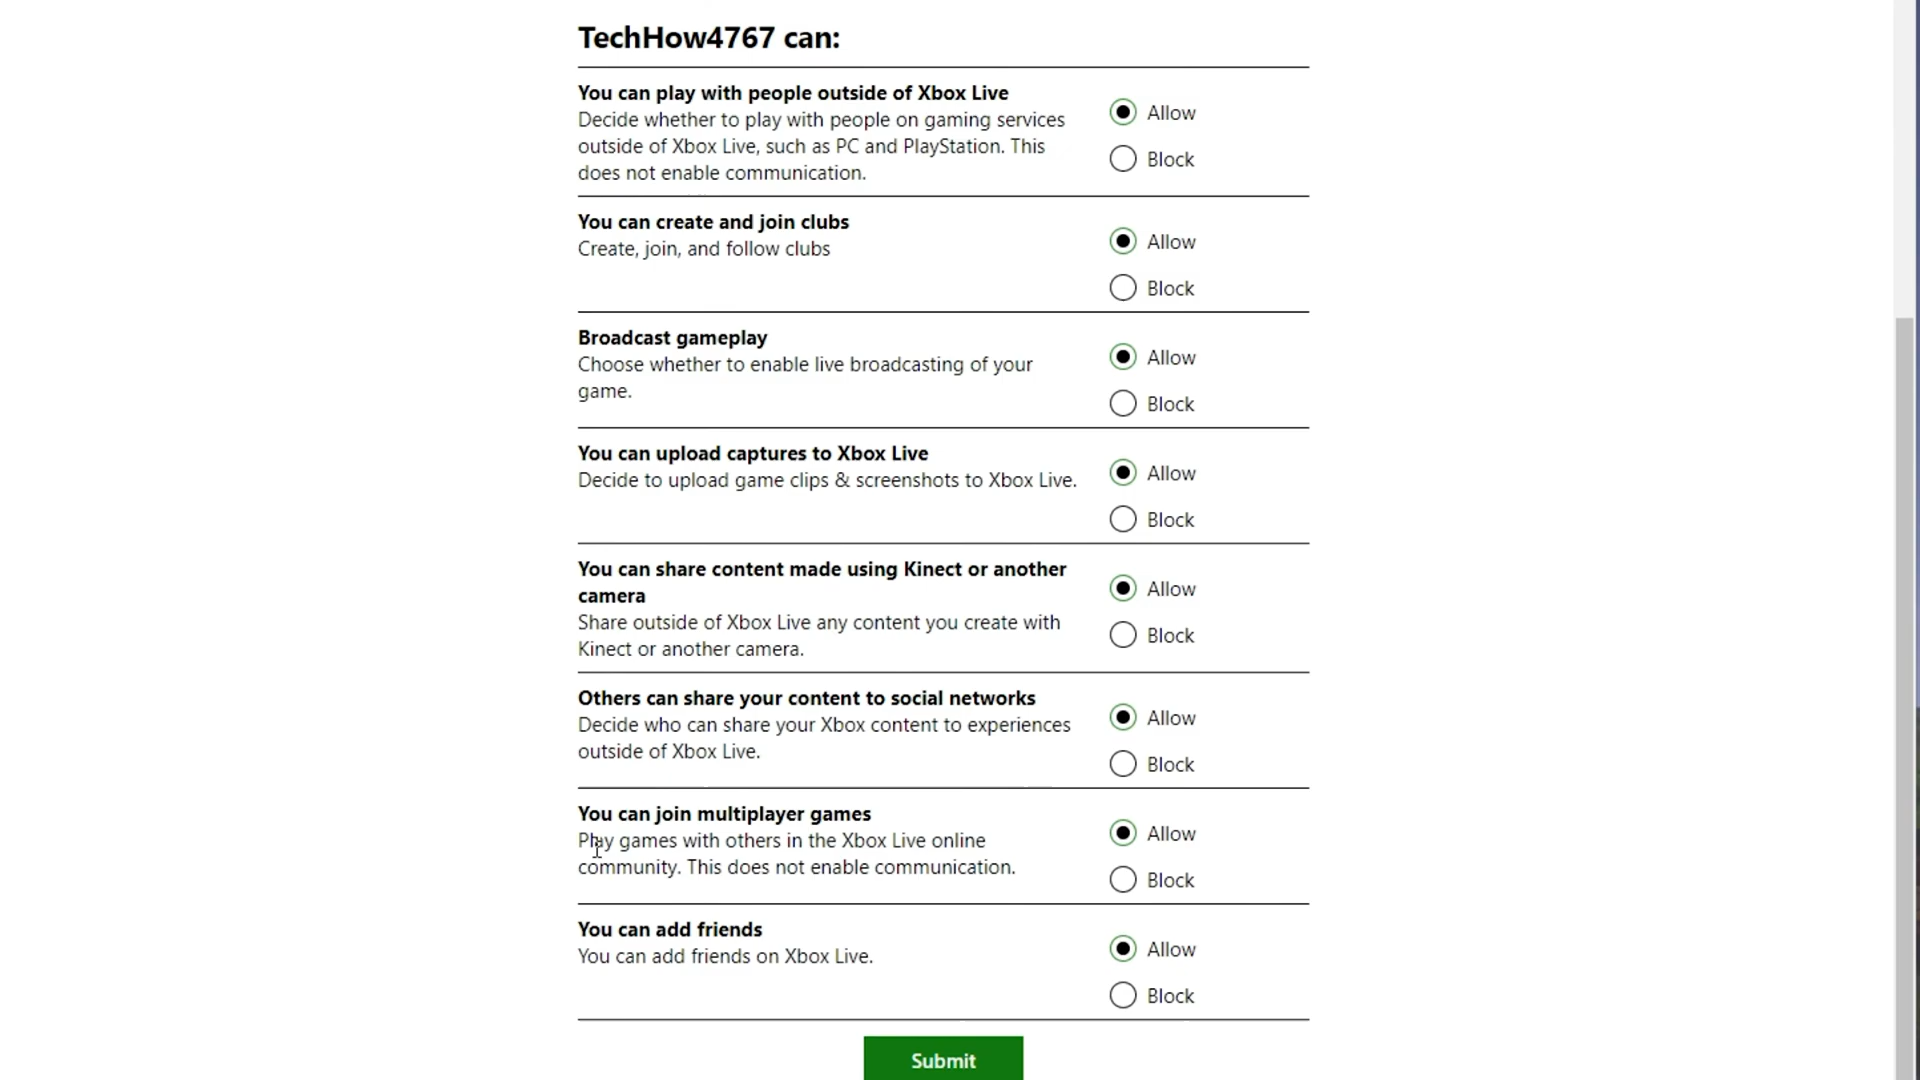 TechHow4767 can:
You can play with people outside of Xbox Live
Decide whether to play with people on gaming services
outside of Xbox Live, such as PC and PlayStation. This
does not enable communication.
Allow
Block
You can create and join clubs
Create, join, and follow clubs
Allow
Block
Broadcast gameplay
Choose whether to enable live broadcasting of your
game.
Allow
Block
You can upload captures to Xbox Live
Decide to upload game clips & screenshots to Xbox Live.
Allow
Block
You can share content made using Kinect or another
camera
Share outside of Xbox Live any content you create with
Kinect or another camera.
Allow
Block
Others can share your content to social networks
Decide who can share your Xbox content to experiences
outside of Xbox Live.
Allow
Block
You can join multiplayer games
Play games with others in the Xbox Live online
community. This does not enable communication.
Allow
Block
You can add friends
You can add friends on Xbox Live.
Allow
Block
Submit